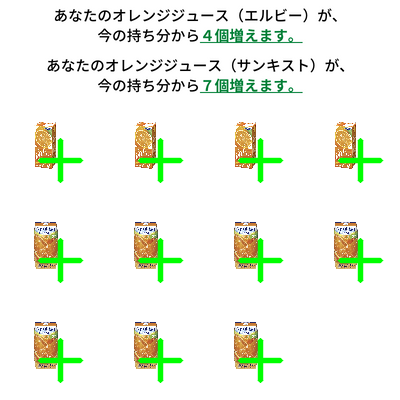 あなたのオレンジジュース（エルビー）が、
今の持ち分から４個増えます。
あなたのオレンジジュース（サンキスト）が、
今の持ち分から７個増えます。